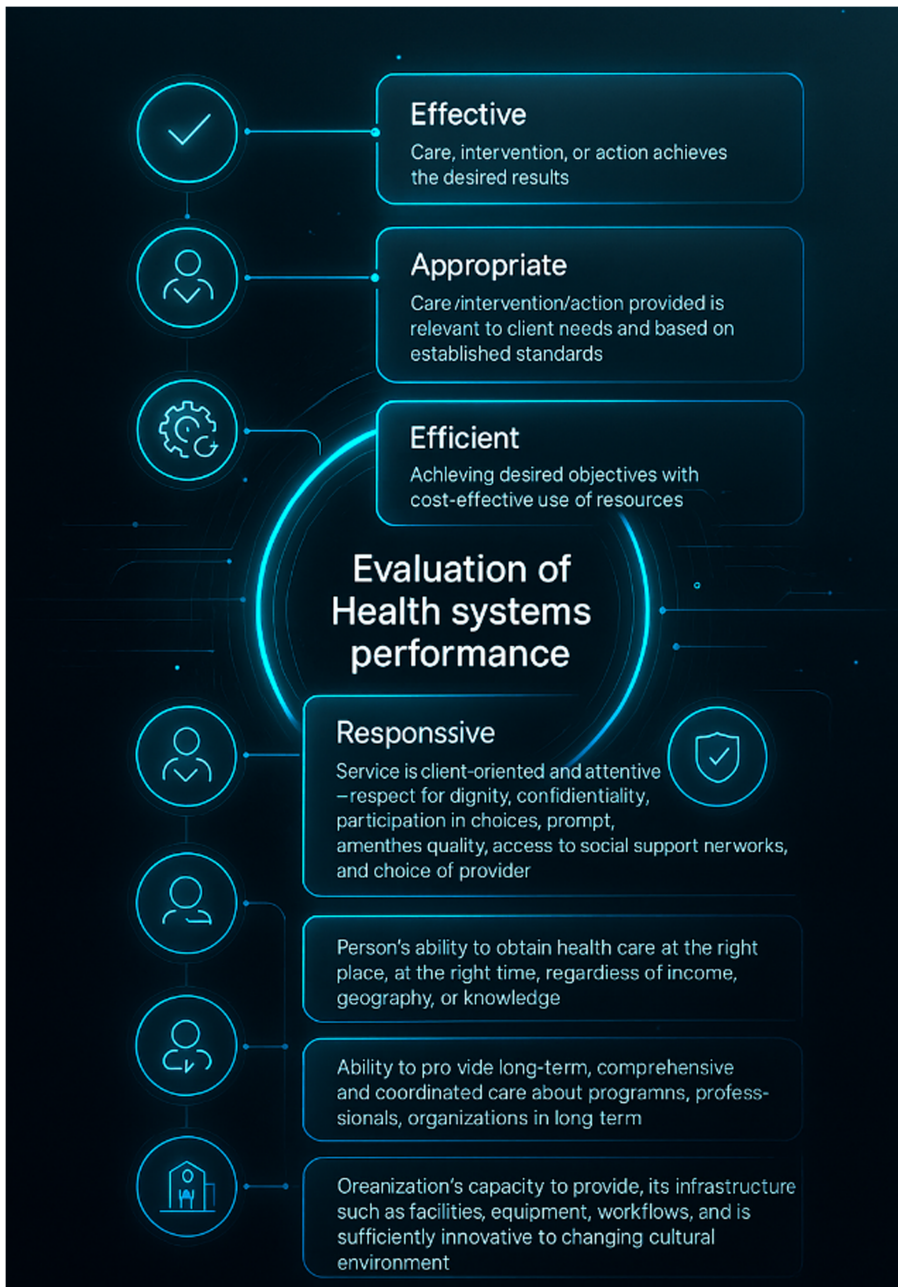 Effective
Care, intervention, or action achieves
the desired results
Appropriate
Care/intervention/action provided is
relevant to client needs and based on
established standards
Efficient
Achieving desired objectives with
cost-effective use of resources
Evaluation of
Health systems
performance
Responssive
Service is client-oriented and attentive
–respect for dignity, confidientiality,
participation in choices, prompt,
amenthes quality, access to social support nerworks,
and choice of provider
Person's ability to obtain health care at the right
place, at the right time, regardiess of income,
geography, or knowledge
Ability to pro vide long-term, comprehensive
and coordinated care about programns, profess-
sionals, organizations in long term
Oreanization's capacity to provide, its infrastructure
such as facilities, equipment, workflows, and is
sufficiently innovative to changing cultural
environment